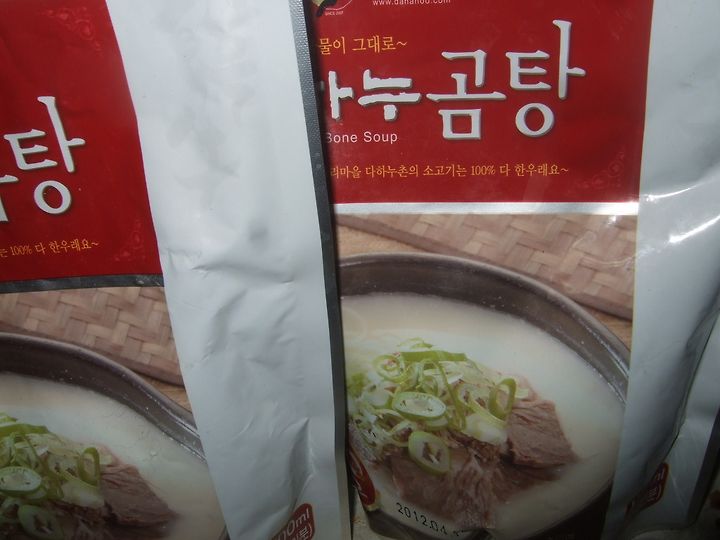 www.dahanoo.com
SINCE 2007
물이 그대로~
하누곰탕
Bone Soup
다하누촌의 소고기는 100% 다 한우래요~
탕
100% 다 한우래요~
2012.04